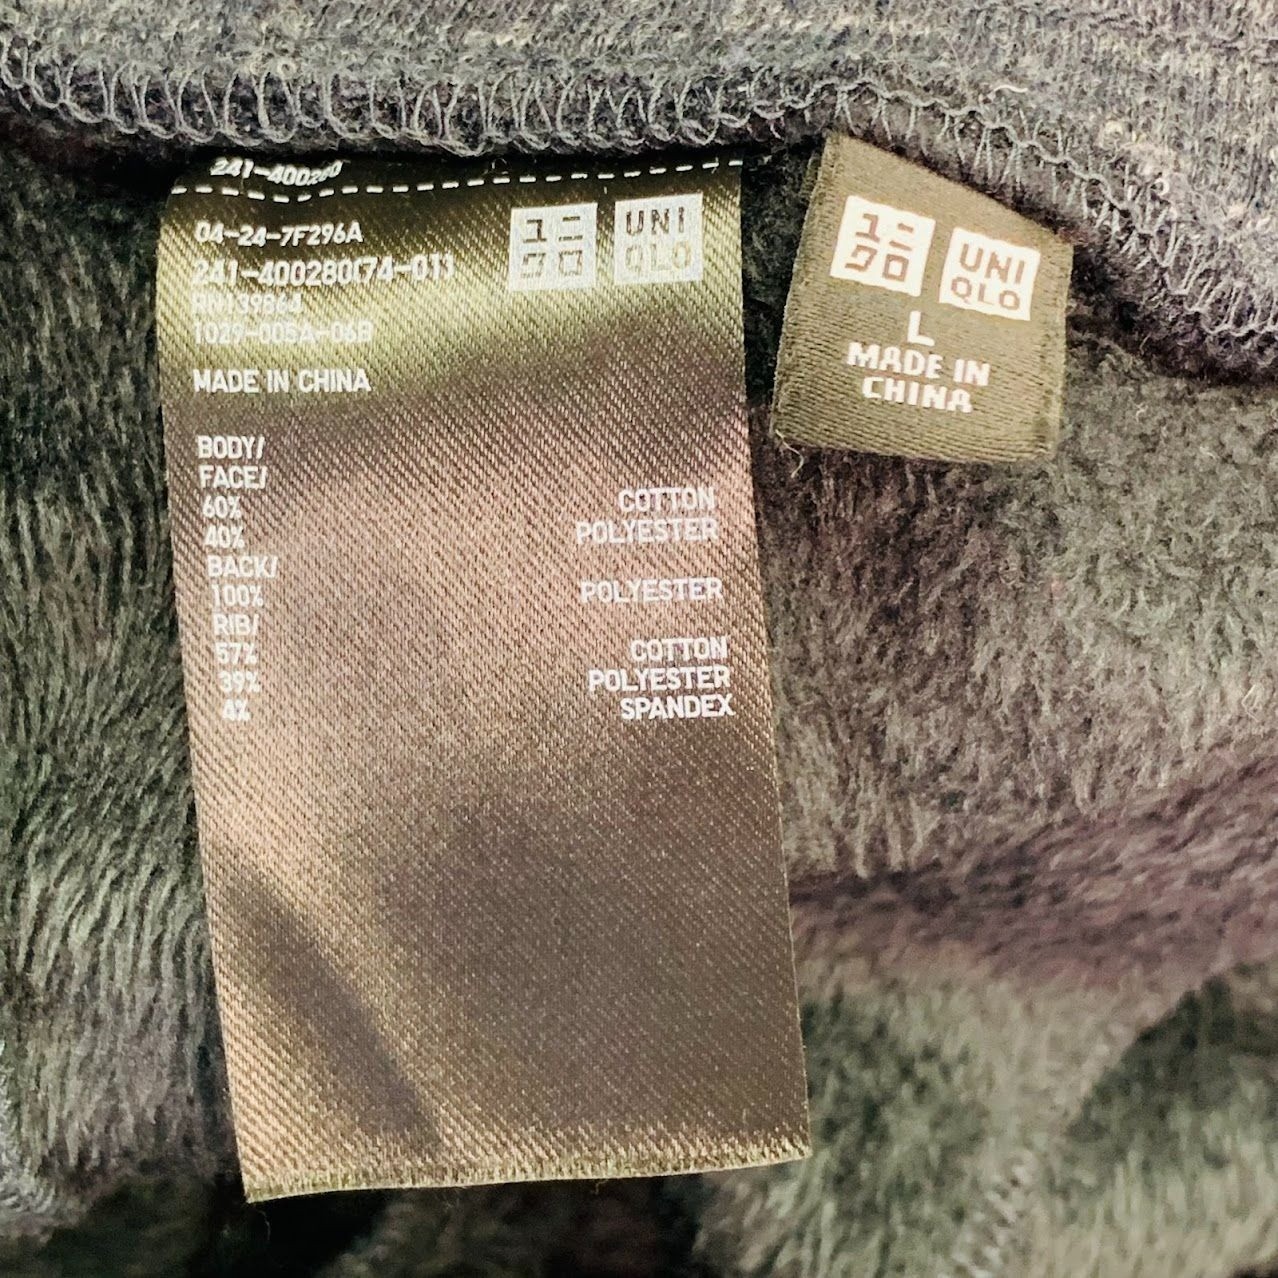 241-400280
04-24-7F296A
241-400280(74-01)
RN139864
1029-005A-06B
ユニ
クロ
UNI
QLO
MADE IN CHINA
BODY/
FACE/
60% COTTON
40% POLYESTER
BACK/
100% POLYESTER
RIB/
57% COTTON
39% POLYESTER
4% SPANDEX
ユニ
クロ
UNI
QLO
L
MADE IN
CHINA